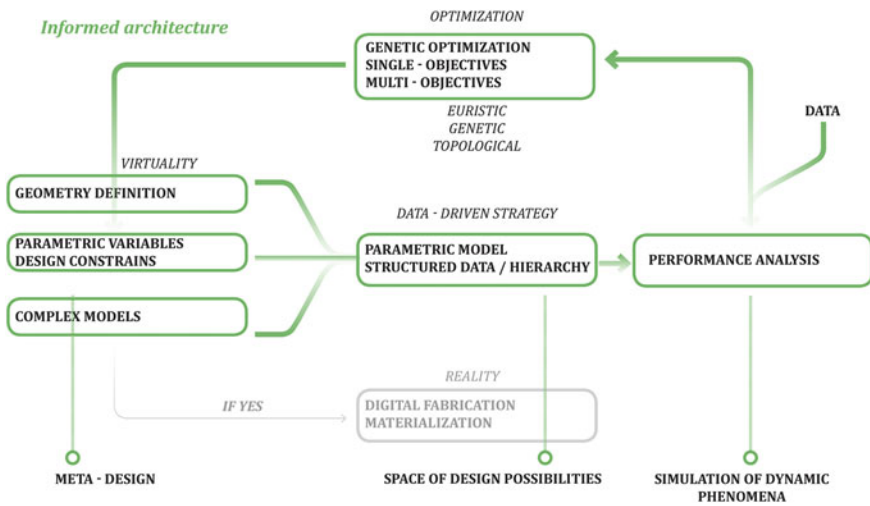 Informed architecture
OPTIMIZATION
GENETIC OPTIMIZATION
SINGLE - OBJECTIVES
MULTI - OBJECTIVES
EURISTIC
GENETIC
TOPOLOGICAL
DATA
VIRTUALITY
GEOMETRY DEFINITION
PARAMETRIC VARIABLES
DESIGN CONSTRAINS
COMPLEX MODELS
DATA - DRIVEN STRATEGY
PARAMETRIC MODEL
STRUCTURED DATA / HIERARCHY
PERFORMANCE ANALYSIS
REALITY
IF YES
DIGITAL FABRICATION
MATERIALIZATION
META - DESIGN
SPACE OF DESIGN POSSIBILITIES
SIMULATION OF DYNAMIC
PHENOMENA